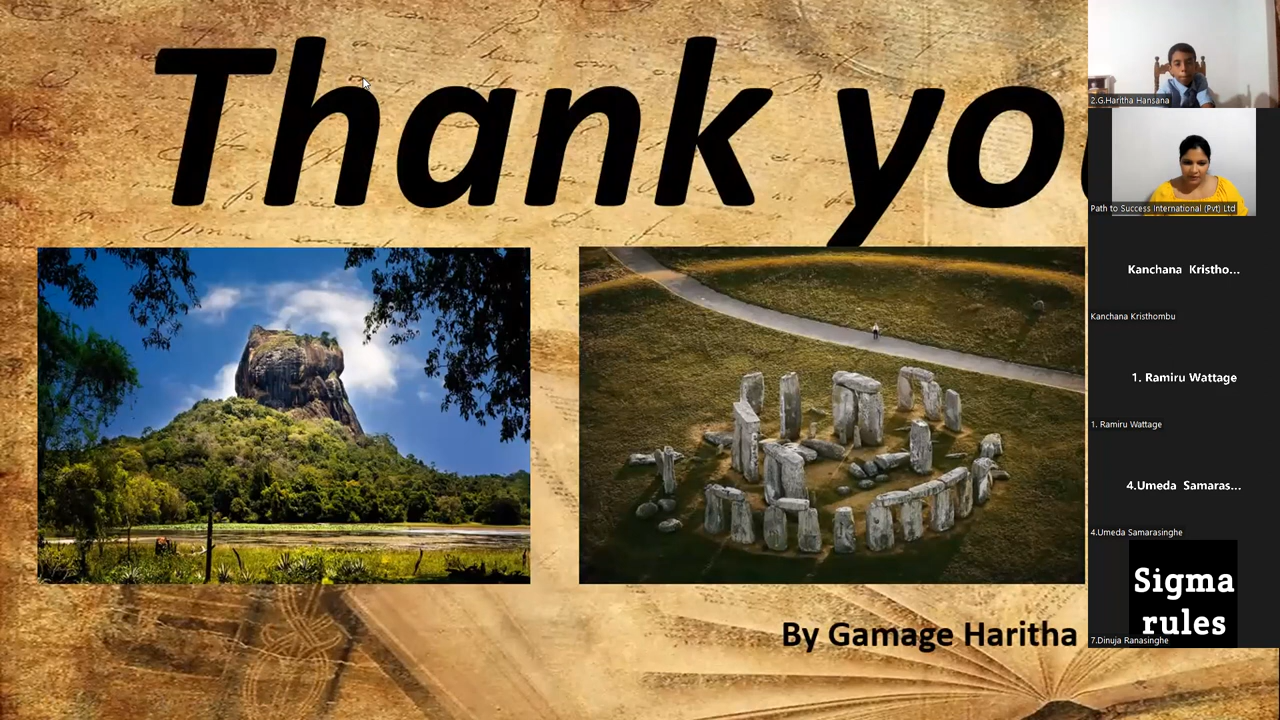 Thank yo
By Gamage Haritha
2.G.Haritha Hansana
Path to Success International (Pvt) Ltd
Kanchana Kristho...
Kanchana Kristhombu
1. Ramiru Wattage
1. Ramiru Wattage
4.Umeda Samaras...
4.Umeda Samarasinghe
Sigma
rules
7.Dinuja Ranasinghe